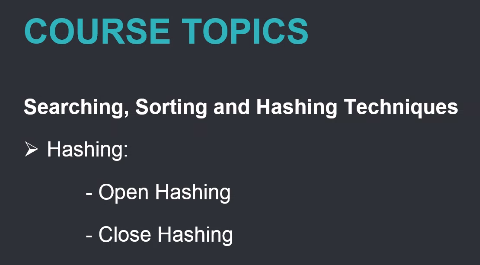 COURSE TOPICS
Searching, Sorting and Hashing Techniques
➢ Hashing:
- Open Hashing
- Close Hashing